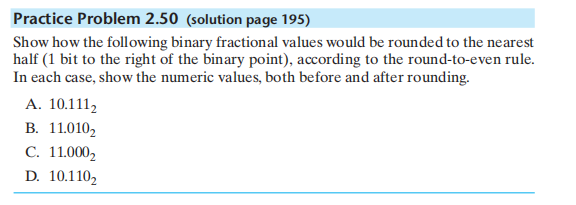 Practice Problem 2.50 (solution page 195)
Show how the following binary fractional values would be rounded to the nearest
half (1 bit to the right of the binary point), according to the round-to-even rule.
In each case, show the numeric values, both before and after rounding.
A. 10.111₂
B. 11.010₂
C. 11.000₂
D. 10.110₂